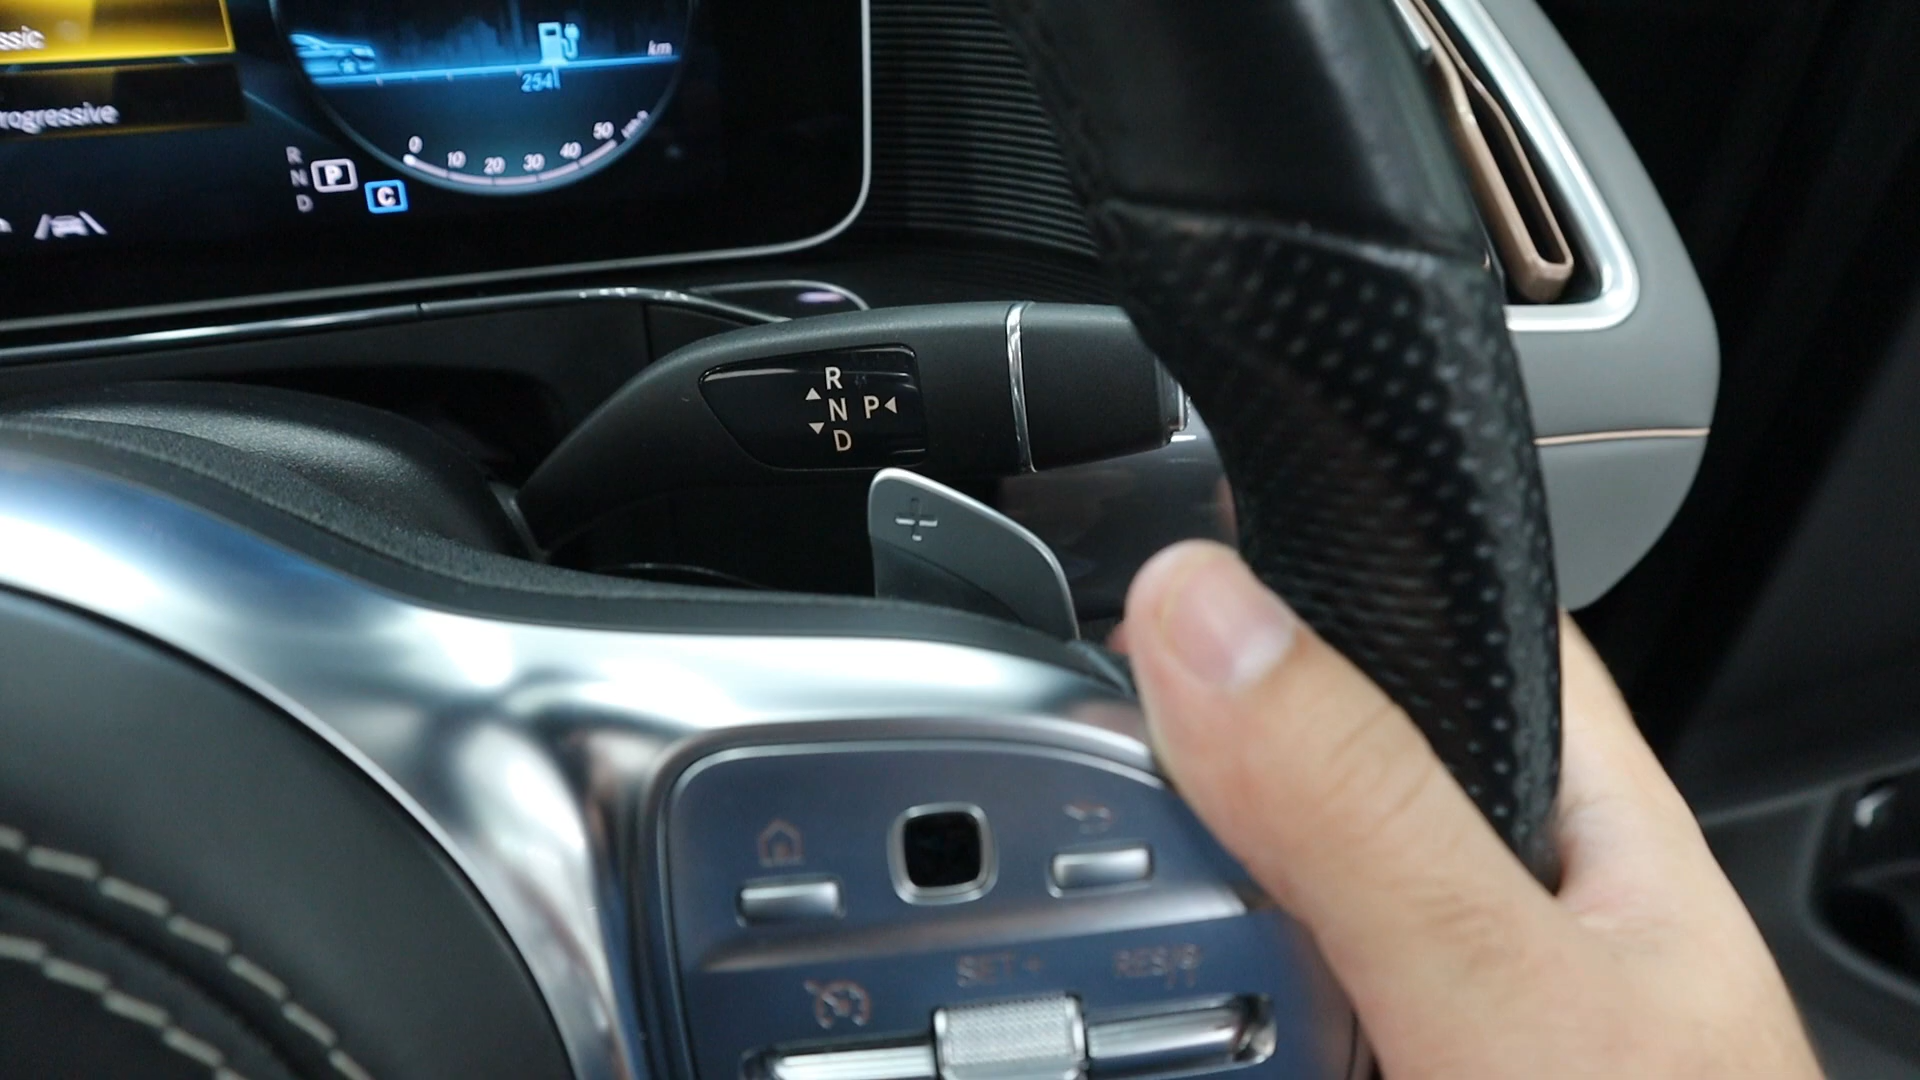 ssic
rogressive
km
254
0 10 20 30 40 50
R
N P
D
C
R
N P
D
+
SET +
RES/